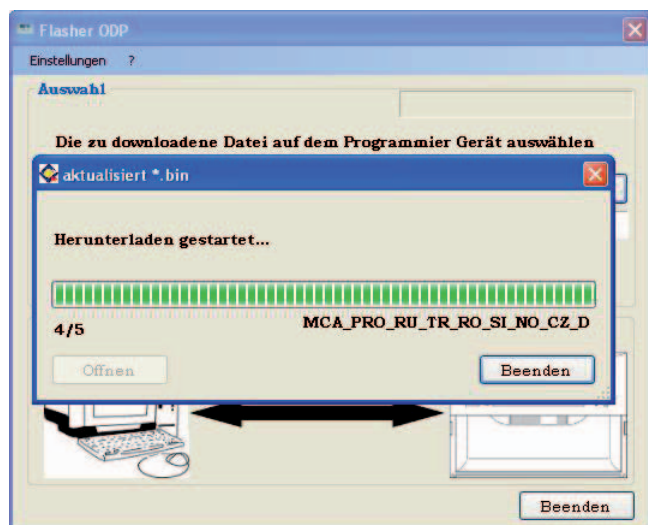 Flasher ODP
Einstellungen ?
Auswahl
Die zu downloadene Datei auf dem Programmier Gerät auswählen
aktualisiert *.bin
Herunterladen gestartet...
4/5 MCA_PRO_RU_TR_RO_SI_NO_CZ_D
Öffnen Beenden
Beenden